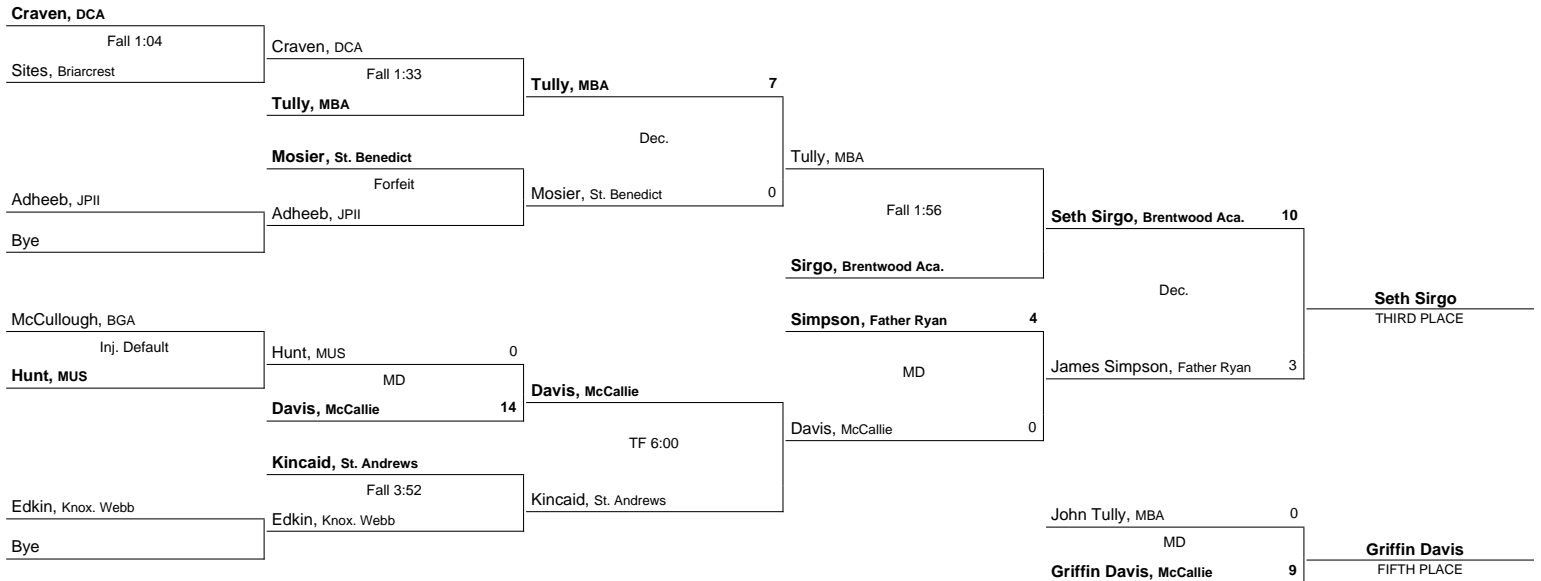 Craven, DCA
Fall 1:04
Sites, Briarcrest
Adheeb, JPII
Bye
McCullough, BGA
Inj. Default
Hunt, MUS
Edkin, Knox. Webb
Bye
Craven, DCA
Fall 1:33
Tully, MBA
Mosier, St. Benedict
Forfeit
Adheeb, JPII
Hunt, MUS 0
MD
Davis, McCallie 14
Kincaid, St. Andrews
Fall 3:52
Edkin, Knox. Webb
Tully, MBA 7
Dec.
Mosier, St. Benedict 0
Davis, McCallie
TF 6:00
Kincaid, St. Andrews
Tully, MBA
Fall 1:56
Sirgo, Brentwood Aca.
Simpson, Father Ryan 4
MD
Davis, McCallie 0
Seth Sirgo, Brentwood Aca. 10
Dec.
James Simpson, Father Ryan 3
Seth Sirgo
THIRD PLACE
John Tully, MBA 0
MD
Griffin Davis, McCallie 9
Griffin Davis
FIFTH PLACE